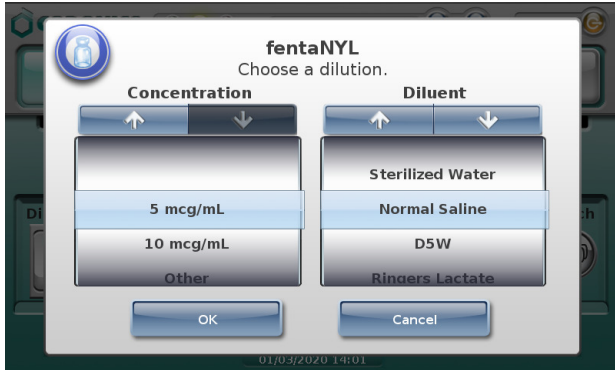 fentaNYL
Choose a dilution.
Concentration Diluent
Sterilized Water
5 mcg/mL Normal Saline
10 mcg/mL D5W
Other Ringers Lactate
OK Cancel
01/03/2020 14:01